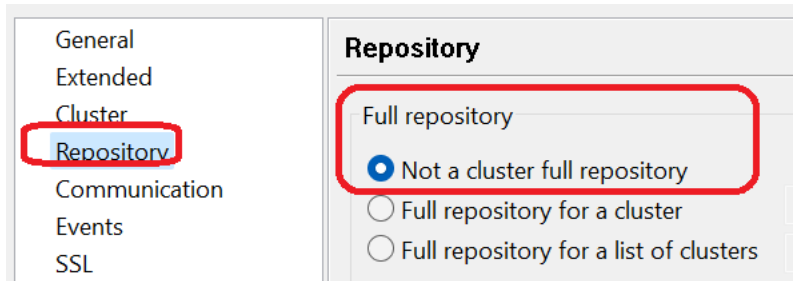 General
Extended
Cluster
Repository
Communication
Events
SSL
Repository
Full repository
Not a cluster full repository
Full repository for a cluster
Full repository for a list of clusters